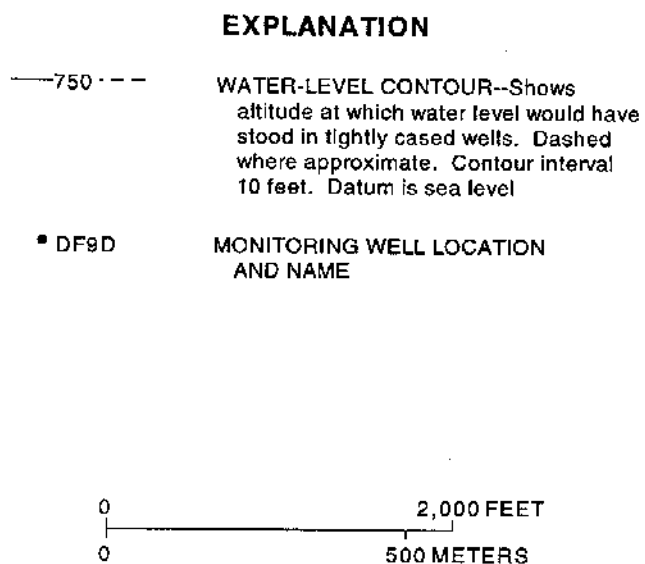 EXPLANATION
750
WATER-LEVEL CONTOUR--Shows
altitude at which water level would have
stood in tightly cased wells. Dashed
where approximate. Contour interval
10 feet. Datum is sea level
DF9D
MONITORING WELL LOCATION
AND NAME
0 2,000 FEET
0 500 METERS